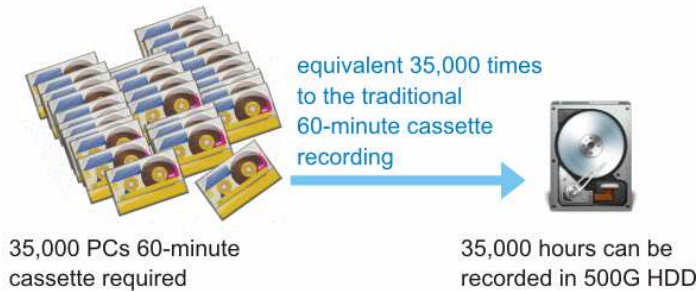 equivalent 35,000 times
to the traditional
60-minute cassette
recording
35,000 PCs 60-minute
cassette required
35,000 hours can be
recorded in 500G HDD